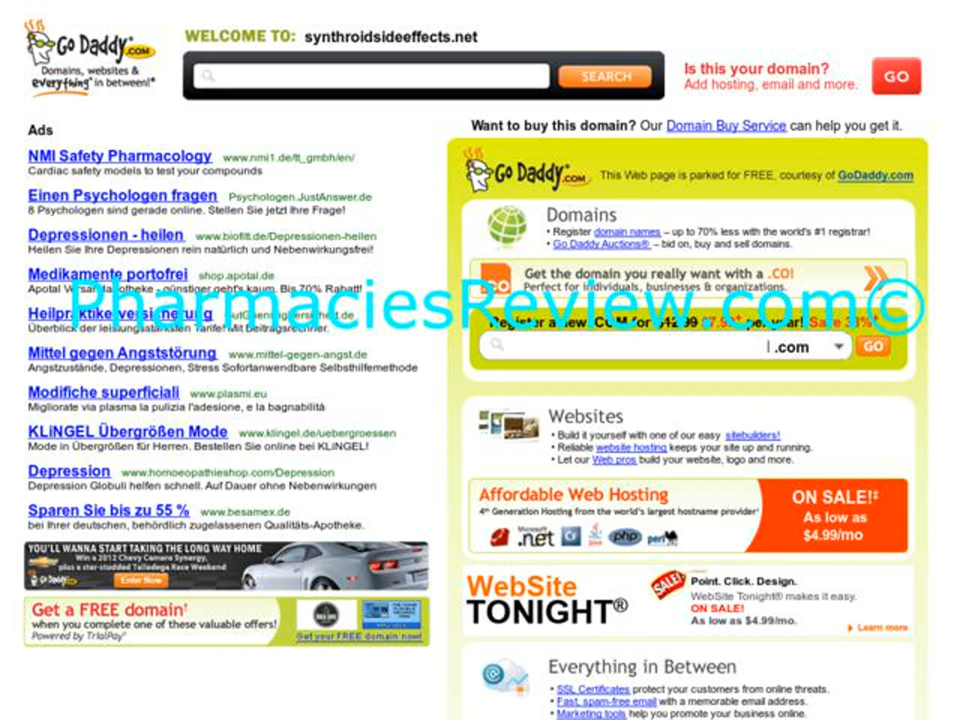 Go Daddy.COM
Domains, websites &
everything* in between!*
WELCOME TO: synthroidsideeffects.net
SEARCH
Is this your domain?
Add hosting, email and more.
GO
Ads
NMI Safety Pharmacology www.nmi1.de/tt_gmbh/en/
Cardiac safety models to test your compounds
Einen Psychologen fragen Psychologen.JustAnswer.de
8 Psychologen sind gerade online. Stellen Sie jetzt Ihre Frage!
Depressionen - heilen www.biofitt.de/Depressionen-heilen
Heilen Sie Ihre Depressionen rein natürlich und Nebenwirkungsfrei!
Medikamente portofrei shop.apotal.de
Apotal Versandapotheke - günstiger geht's kaum. Bis 70% Rabatt!
PharmaciesReview.com©
Heilpraktikerversicherung
Überblick der leistungsstärksten Tarife! Mit Beitragsrechner.
Mittel gegen Angststörung www.mittel-gegen-angst.de
Angstzustände, Depressionen, Stress Sofortanwendbare Selbsthilfemethode
Modifiche superficiali www.plasmi.eu
Migliorate via plasma la pulizia l'adesione, e la bagnabilità
KLiNGEL Übergrößen Mode www.klingel.de/uebergroessen
Mode in Übergrößen für Herren. Bestellen Sie online bei KLiNGEL!
Depression www.homoeopathieshop.com/Depression
Depression Globuli helfen schnell. Auf Dauer ohne Nebenwirkungen
Sparen Sie bis zu 55 % www.besamex.de
bei Ihrer deutschen, behördlich zugelassenen Qualitäts-Apotheke.
YOU'LL WANNA START TAKING THE LONG WAY HOME
Win a 2012 Chevy Camaro Synergy,
plus a star-studded Talladega Race Weekend
Go Daddy
Enter Now
Get a FREE domain†
when you complete one of these valuable offers!
Powered by TrialPay²
Get your FREE domain now!
Want to buy this domain? Our Domain Buy Service can help you get it.
Go Daddy.COM This Web page is parked for FREE, courtesy of GoDaddy.com
Domains
• Register domain names – up to 70% less with the world's #1 registrar!
• Go Daddy Auctions® – bid on, buy and sell domains.
Get the domain you really want with a .CO!
Perfect for individuals, businesses & organizations.
Register a new .COM for $12.99 $7.99* per year! Save 38%
.com GO
Websites
• Build it yourself with one of our easy sitebuilders!
• Reliable website hosting keeps your site up and running.
• Let our Web pros build your website, logo and more.
Affordable Web Hosting
4th Generation Hosting from the world's largest hostname provider!
Microsoft .net
Java
php
perl
ON SALE!‡
As low as
$4.99/mo
WebSite
TONIGHT®
SALE!
Point. Click. Design.
WebSite Tonight® makes it easy.
ON SALE!
As low as $4.99/mo.
Learn more
Everything in Between
• SSL Certificates protect your customers from online threats.
• Fast, spam-free email with a memorable email address.
• Marketing tools help you promote your business online.